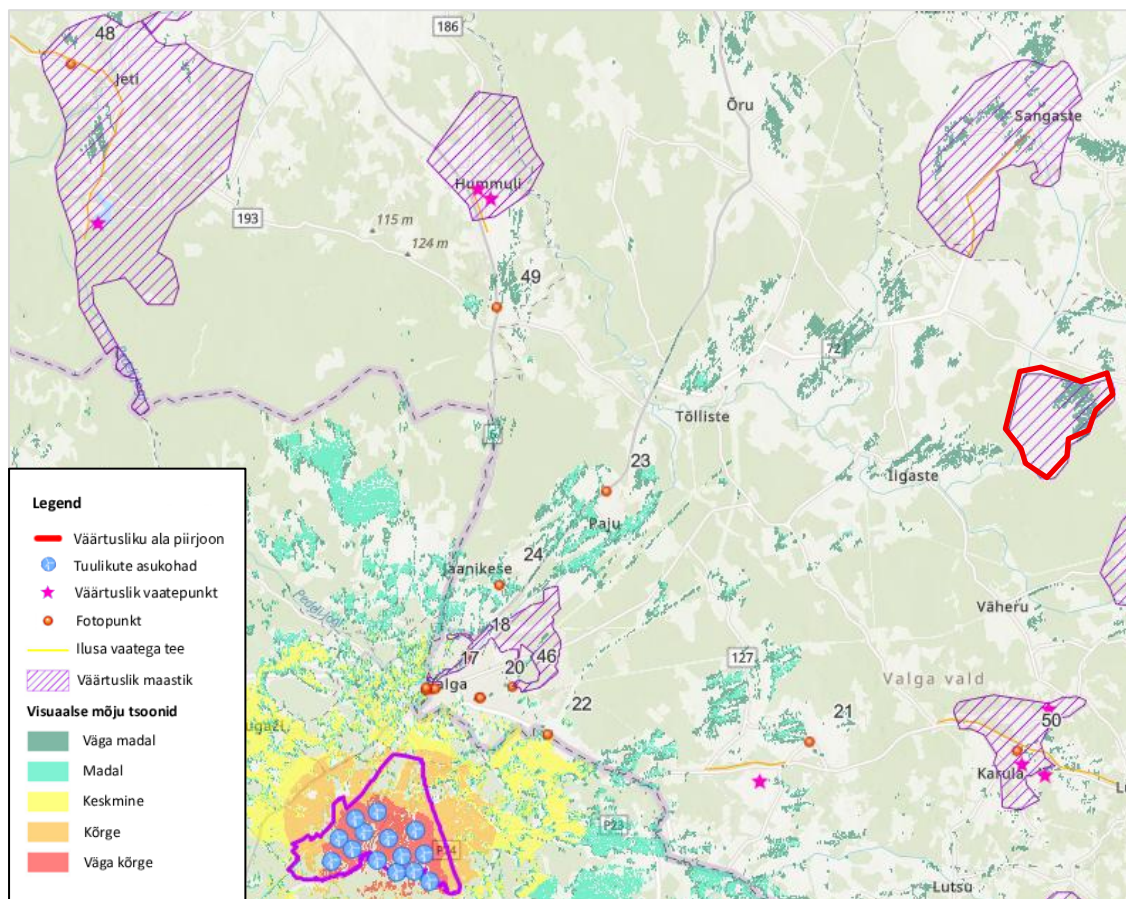 48
186
Jeti
Õru
Sangaste
Hummuli
193
115 m
124 m
49
72
Tõlliste
23
Ilgaste
Paju
24
Jaanikese
Väheru
18
17
46
20
127
Valga vald
Valga
22
21
50
Karula
P23
P24
Lutsu
Legend
Väärtusliku ala piirjoon
Tuulikute asukohad
Väärtuslik vaatepunkt
Fotopunkt
Ilusa vaatega tee
Väärtuslik maastik
Visuaalse mõju tsoonid
Väga madal
Madal
Keskmine
Kõrge
Väga kõrge